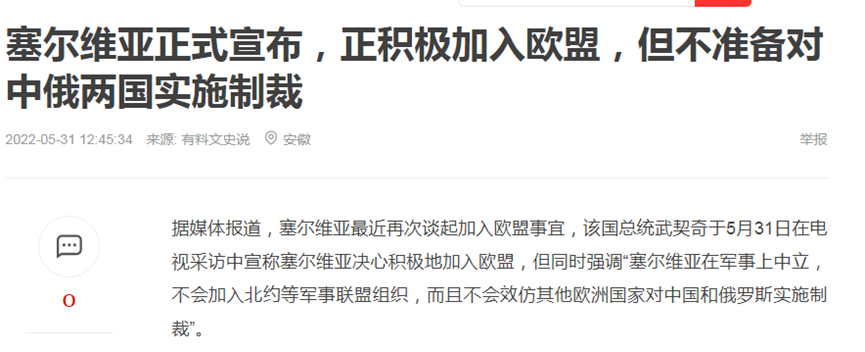 塞尔维亚正式宣布，正积极加入欧盟，但不准备对
中俄两国实施制裁
2022-05-31 12:45:34 来源: 有料文史说 安徽
举报
0
据媒体报道，塞尔维亚最近再次谈起加入欧盟事宜，该国总统武契奇于5月31日在电
视采访中宣称塞尔维亚决心积极地加入欧盟，但同时强调“塞尔维亚在军事上中立，
不会加入北约等军事联盟组织，而且不会效仿其他欧洲国家对中国和俄罗斯实施制
裁”。